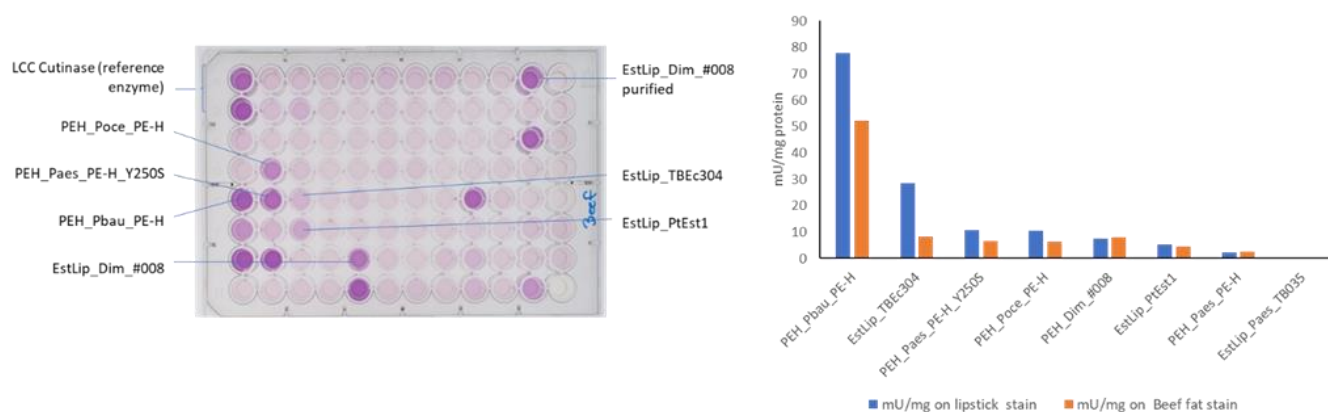 LCC Cutinase (reference
enzyme)
PEH_Poce_PE-H
PEH_Paes_PE-H_Y250S
PEH_Pbau_PE-H
EstLip_Dim_#008
EstLip_Dim_#008
purified
EstLip_TBEc304
EstLip_PtEst1
Beef
mU/mg protein
90
80
70
60
50
40
30
20
10
0
PEH_Pbau_PE-H
EstLip_TBEc304
PEH_Paes_PE-H_Y250S
PEH_Poce_PE-H
PEH_Dim_#008
EstLip_PtEst1
PEH_Paes_PE-H
EstLip_Paes_TB035
mU/mg on lipstick stain
mU/mg on Beef fat stain